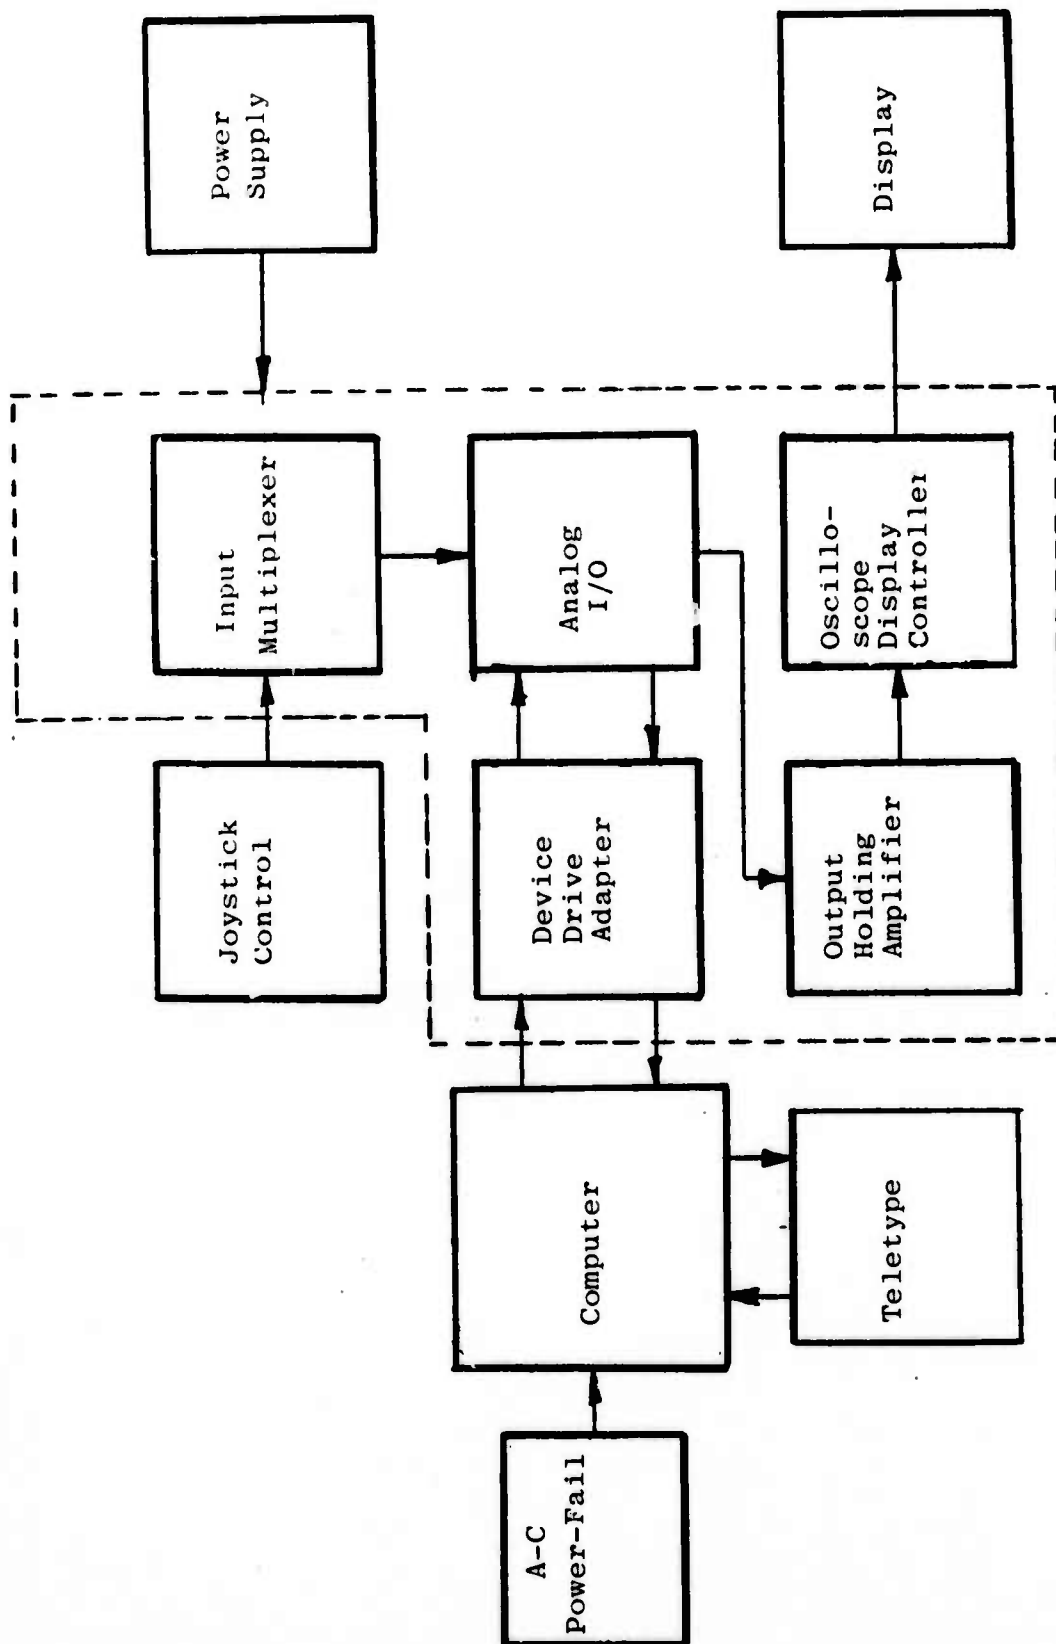 Power
Supply
Display
Input
Multiplexer
Analog
I/O
Oscillo-
scope
Display
Controller
Joystick
Control
Device
Drive
Adapter
Output
Holding
Amplifier
Computer
Teletype
A-C
Power-Fail